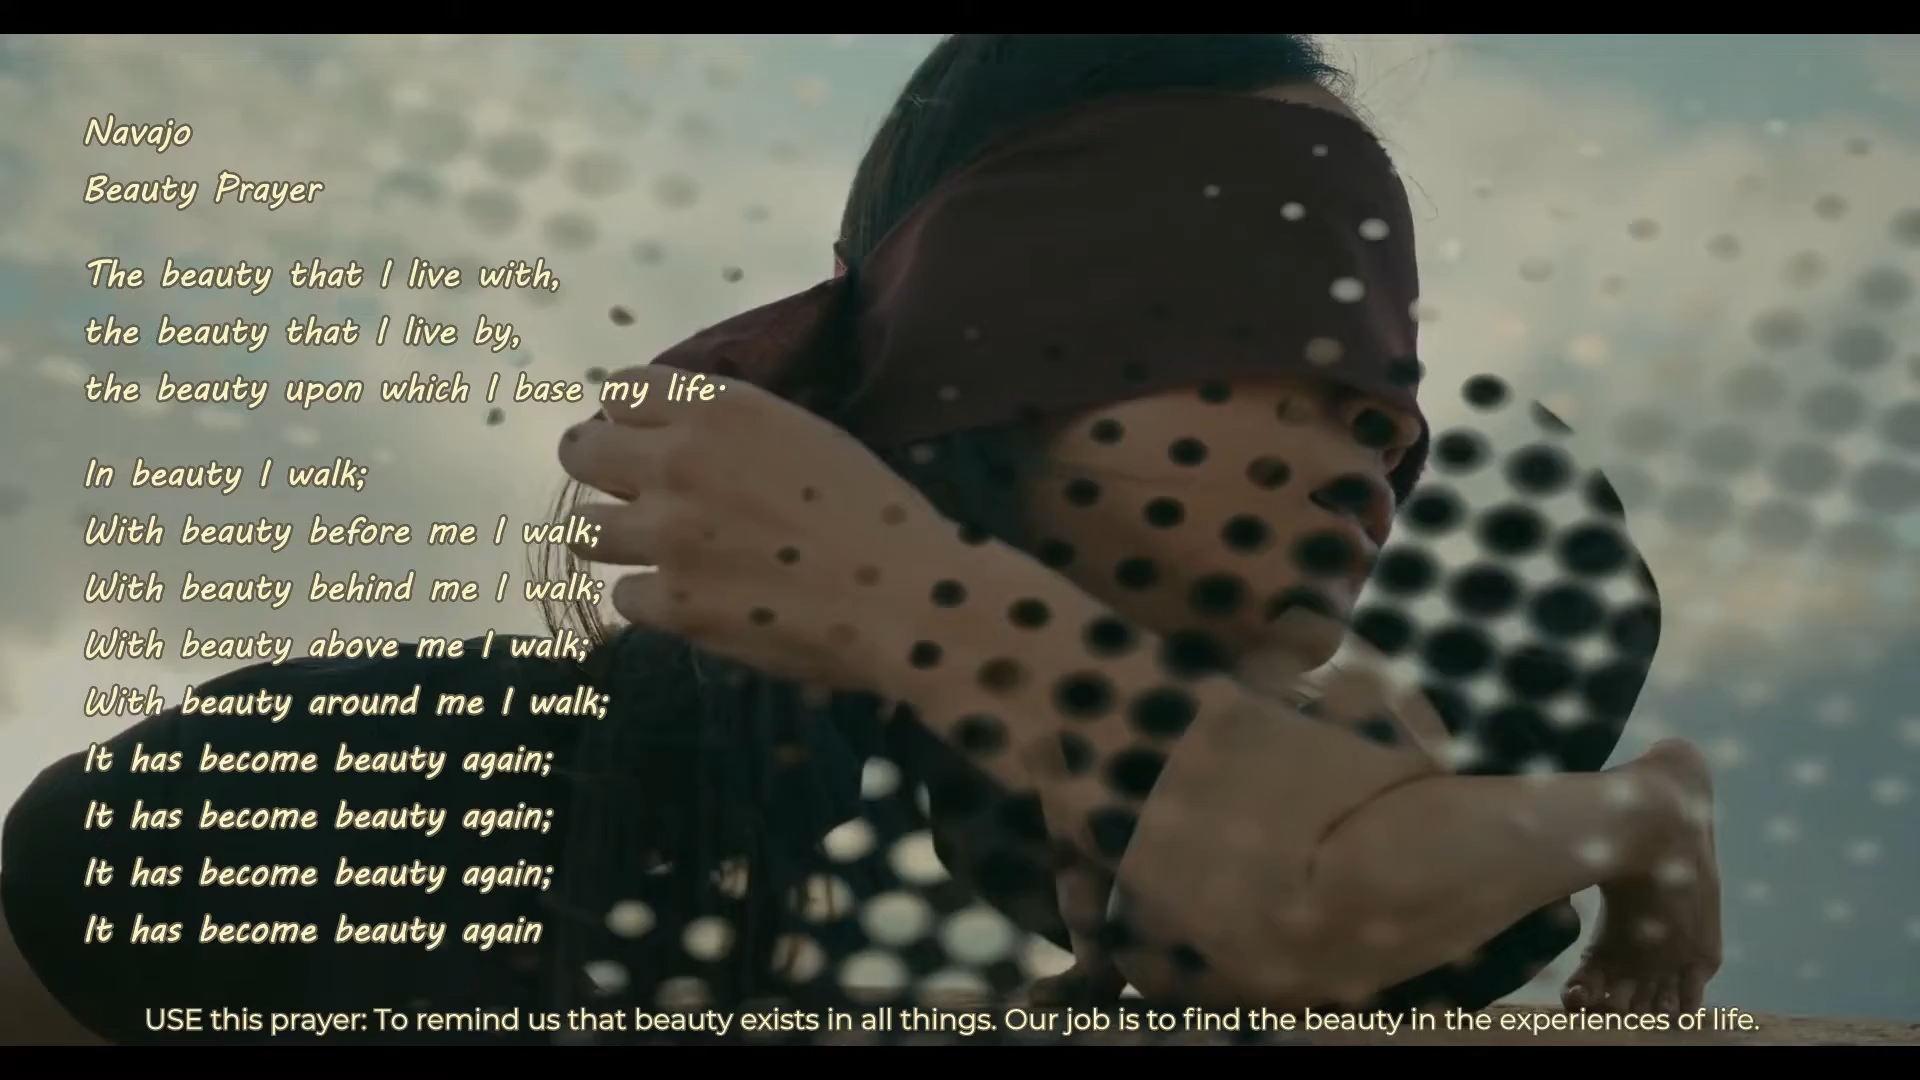 Navajo
Beauty Prayer
The beauty that I live with,
the beauty that I live by,
the beauty upon which I base my life.
In beauty I walk;
With beauty before me I walk;
With beauty behind me I walk;
With beauty above me I walk;
With beauty around me I walk;
It has become beauty again;
It has become beauty again;
It has become beauty again;
It has become beauty again
USE this prayer: To remind us that beauty exists in all things. Our job is to find the beauty in the experiences of life.